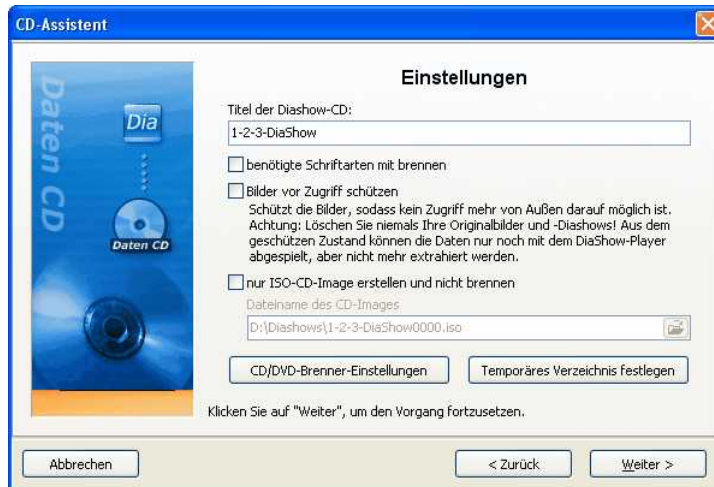 CD-Assistent
Daten CD
Dia
Daten CD
Einstellungen
Titel der Diashow-CD:
1-2-3-DiaShow
benötigte Schriftarten mit brennen
Bilder vor Zugriff schützen
Schützt die Bilder, sodass kein Zugriff mehr von Außen darauf möglich ist.
Achtung: Löschen Sie niemals Ihre Originalbilder und -Diashows! Aus dem
geschützen Zustand können die Daten nur noch mit dem DiaShow-Player
abgespielt, aber nicht mehr extrahiert werden.
nur ISO-CD-Image erstellen und nicht brennen
Dateiname des CD-Images
D:\Diashows\1-2-3-DiaShow0000.iso
CD/DVD-Brenner-Einstellungen
Temporäres Verzeichnis festlegen
Klicken Sie auf "Weiter", um den Vorgang fortzusetzen.
Abbrechen
< Zurück
Weiter >